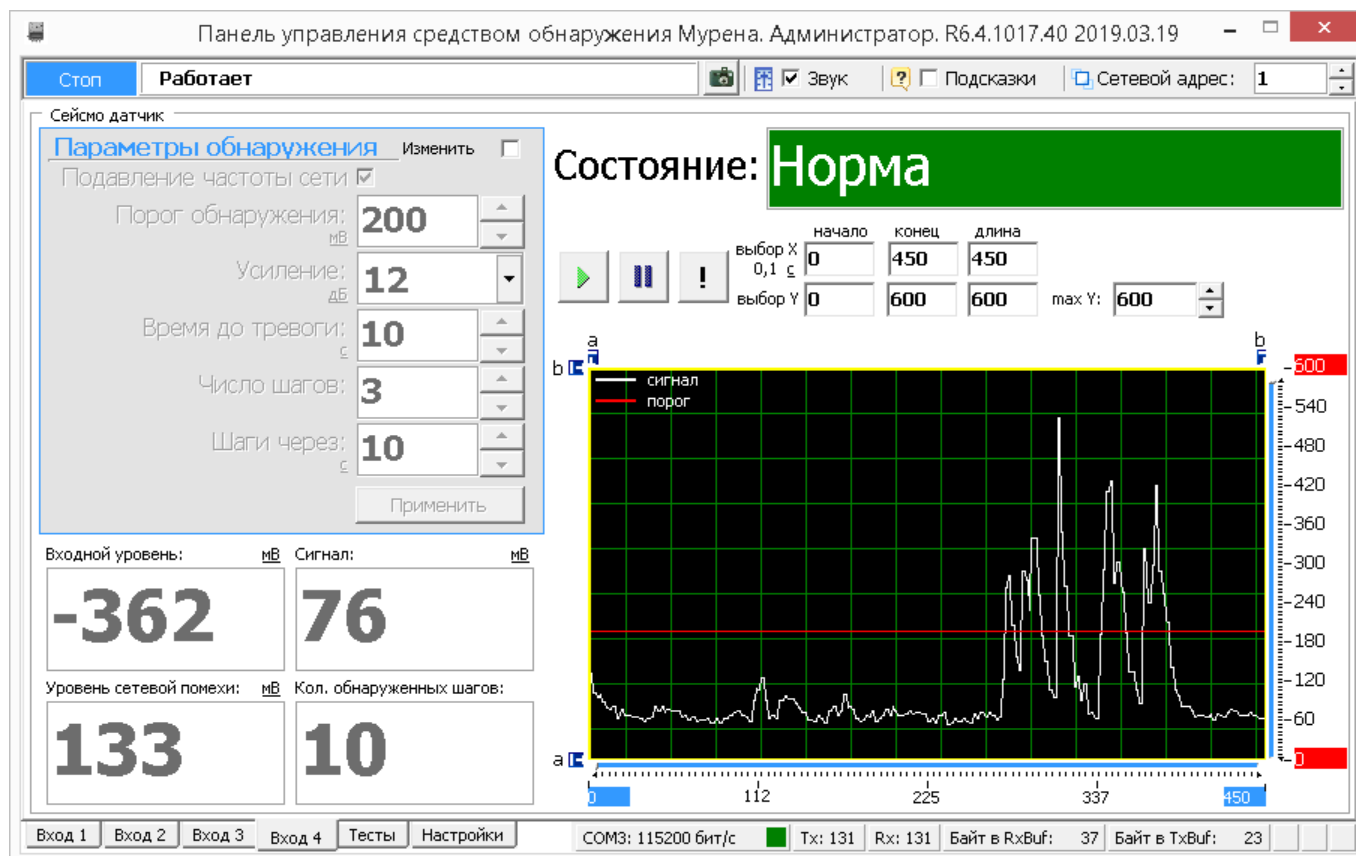 Панель управления средством обнаружения Мурена. Администратор. R6.4.1017.40 2019.03.19
Стоп Работает Звук Подсказки Сетевой адрес: 1
Сейсмо датчик
Параметры обнаружения Изменить
Подавление частоты сети
Порог обнаружения: 200
мВ
Усиление: 12
дБ
Время до тревоги: 10
с
Число шагов: 3
Шаги через: 10
с
Применить
Входной уровень: мВ
-362
Сигнал: мВ
76
Уровень сетевой помехи: мВ
133
Кол. обнаруженных шагов:
10
Состояние: Норма
начало конец длина
выбор X 0 450 450
0,1 с
выбор Y 0 600 600 max Y: 600
!
a b
b
сигнал
порог
600
540
480
420
360
300
240
180
120
60
0
a
0 112 225 337 450
Вход 1 Вход 2 Вход 3 Вход 4 Тесты Настройки
COM3: 115200 бит/с Tx: 131 Rx: 131 Байт в RxBuf: 37 Байт в TxBuf: 23